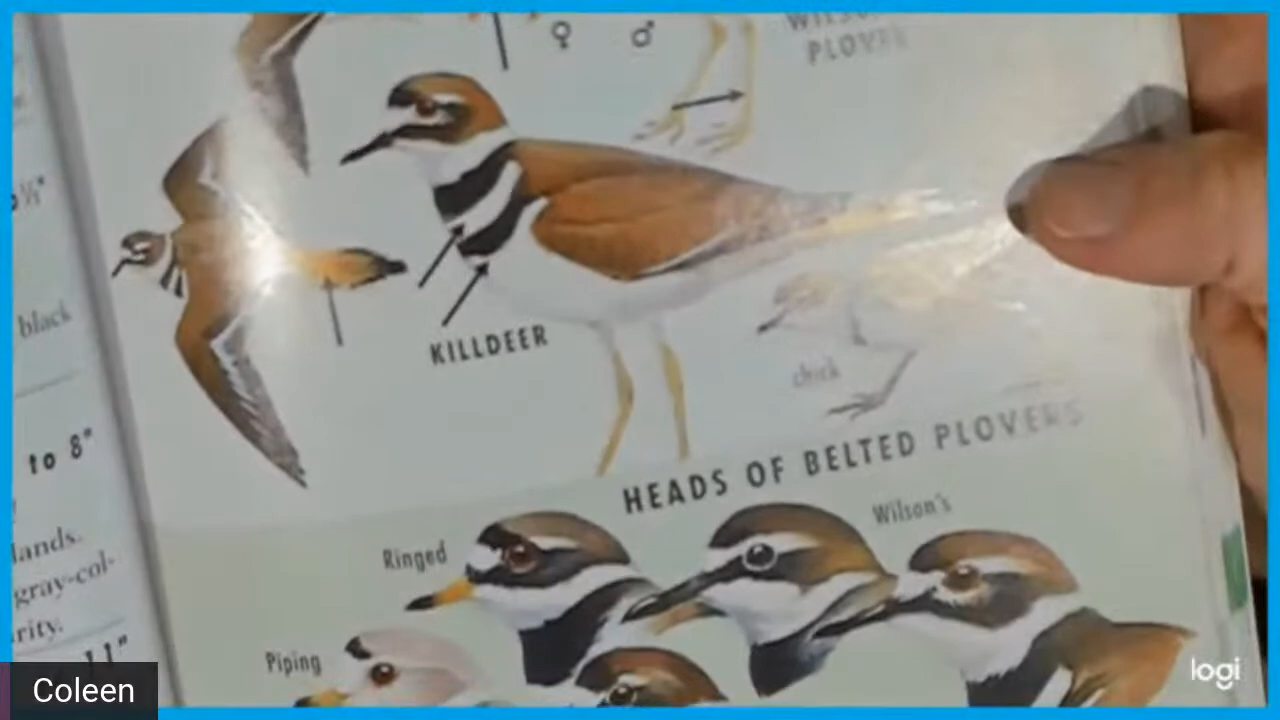 ♀ ♂
PLOVER
black
KILLDEER
chick
to 8"
HEADS OF BELTED PLOVERS
Wilson's
lands.
Ringed
gray-col-
rity.
11"
Piping
Coleen
logi